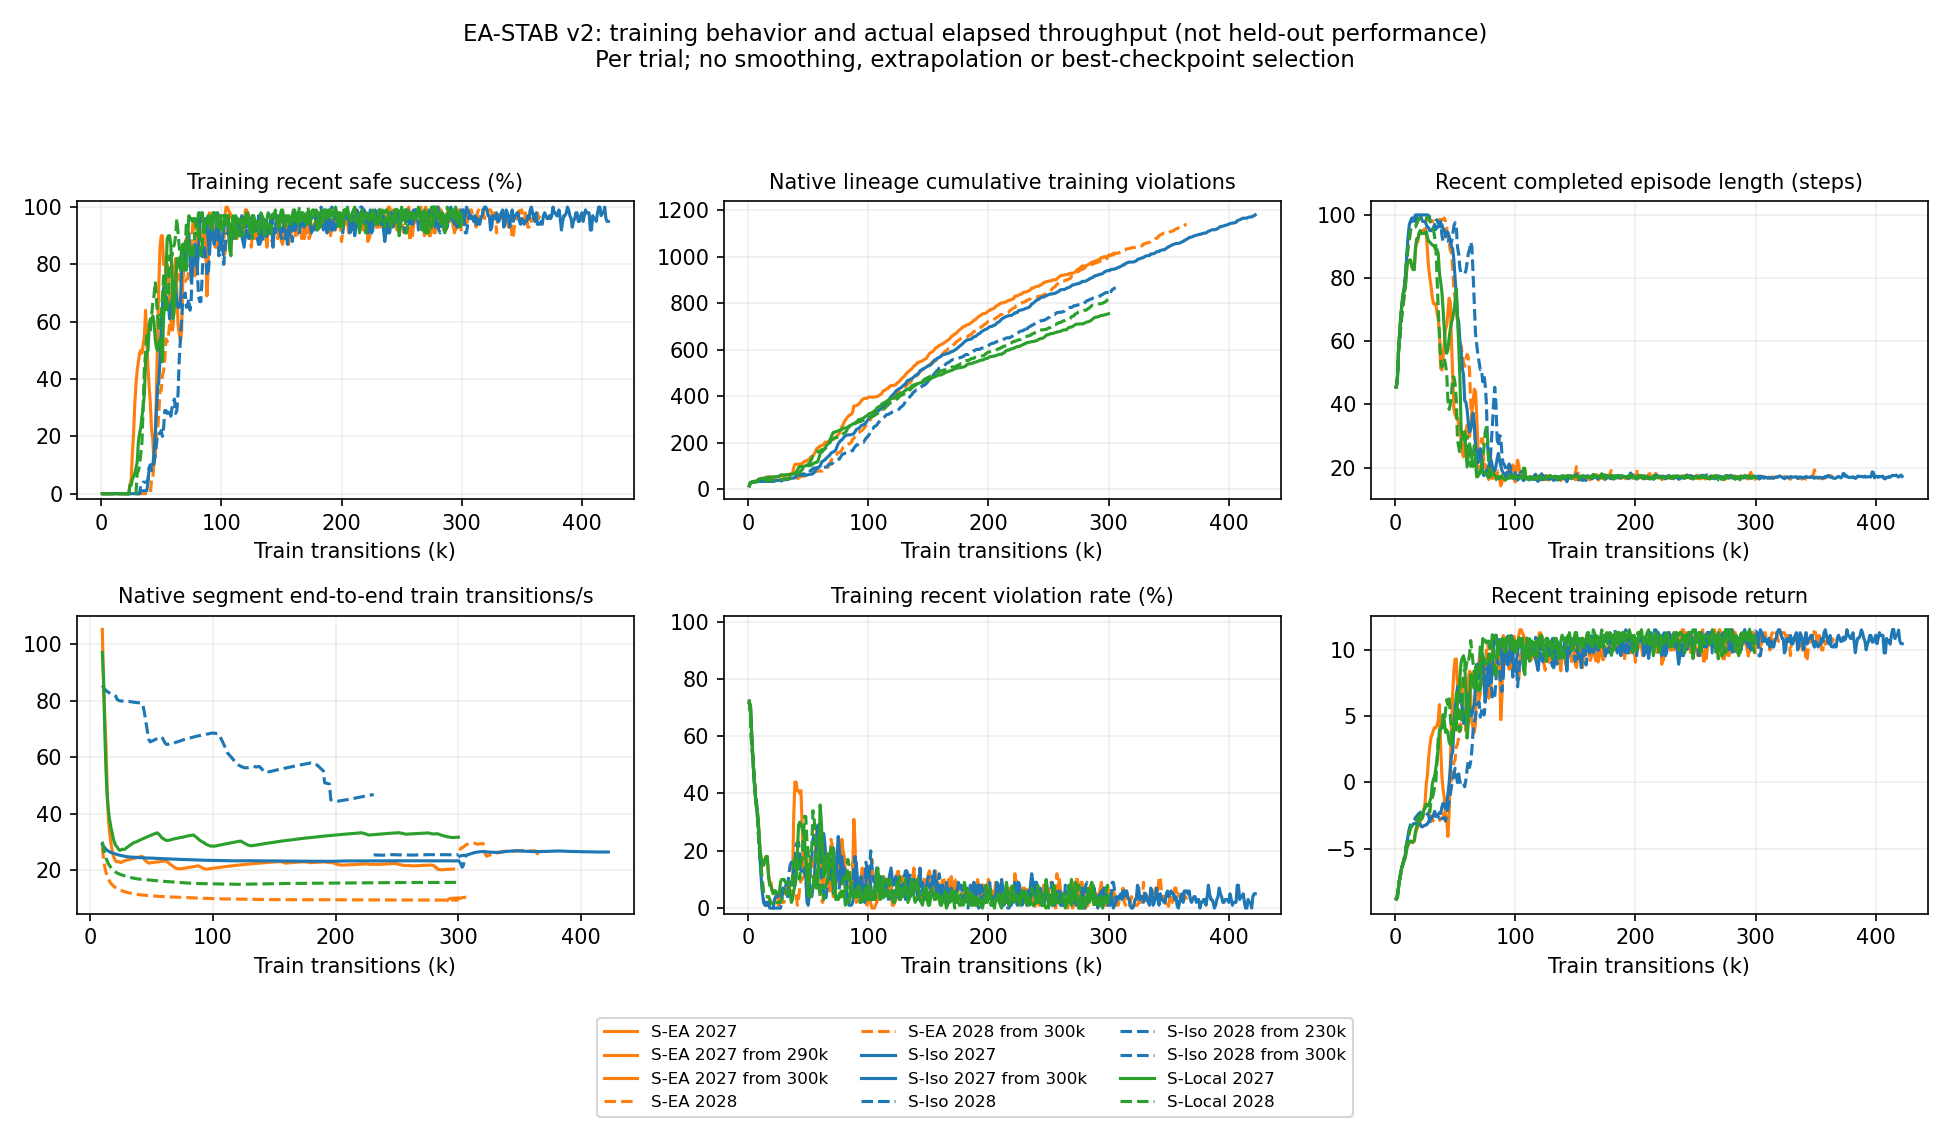 EA-STAB v2: training behavior and actual elapsed throughput (not held-out performance)
Per trial; no smoothing, extrapolation or best-checkpoint selection
Training recent safe success (%)
100
80
60
40
20
0
0 100 200 300 400
Train transitions (k)
Native lineage cumulative training violations
1200
1000
800
600
400
200
0
0 100 200 300 400
Train transitions (k)
Recent completed episode length (steps)
100
80
60
40
20
0 100 200 300 400
Train transitions (k)
Native segment end-to-end train transitions/s
100
80
60
40
20
0 100 200 300 400
Train transitions (k)
Training recent violation rate (%)
100
80
60
40
20
0
0 100 200 300 400
Train transitions (k)
Recent training episode return
10
5
0
−5
0 100 200 300 400
Train transitions (k)
S-EA 2027
S-EA 2027 from 290k
S-EA 2027 from 300k
S-EA 2028
S-EA 2028 from 300k
S-Iso 2027
S-Iso 2027 from 300k
S-Iso 2028
S-Iso 2028 from 230k
S-Iso 2028 from 300k
S-Local 2027
S-Local 2028